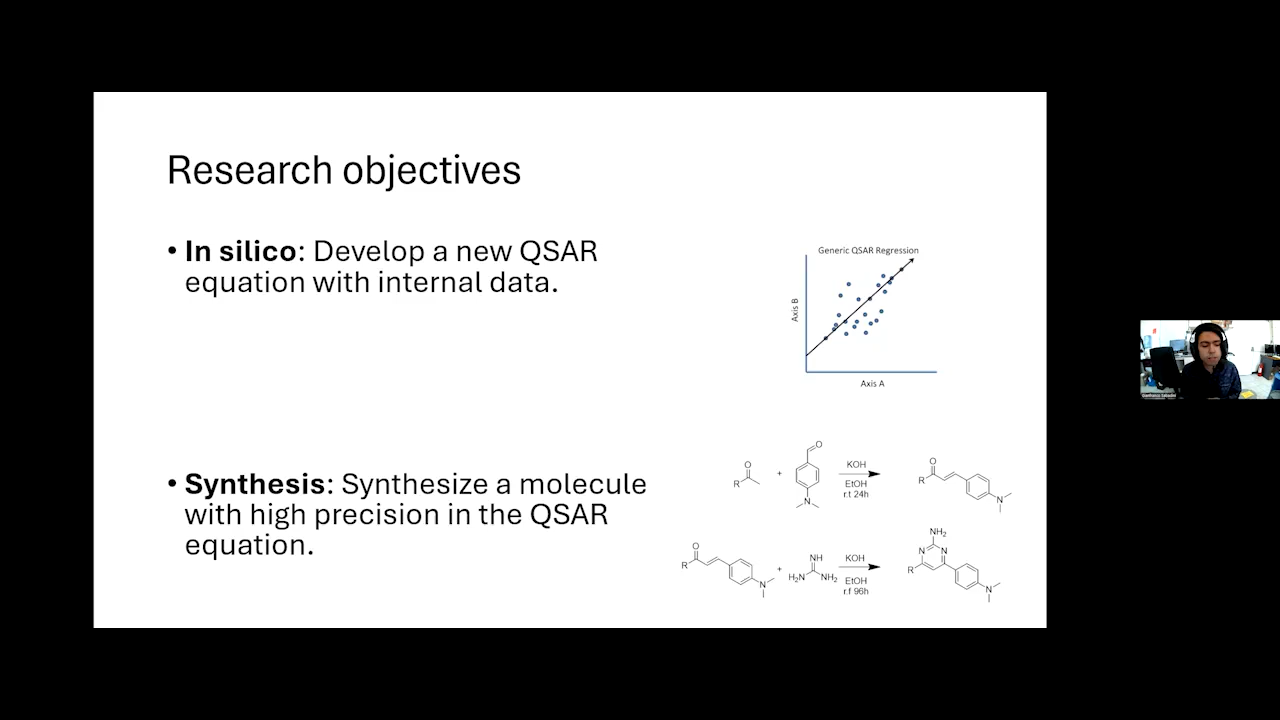 Research objectives
• In silico: Develop a new QSAR
equation with internal data.
Generic QSAR Regression
Axis B
Axis A
• Synthesis: Synthesize a molecule
with high precision in the QSAR
equation.
O
R
+
O
N
KOH
EtOH
r.t 24h
O
R
N
O
R
N
+
NH
H₂N
NH₂
KOH
EtOH
r.f 96h
NH₂
N
N
R
N